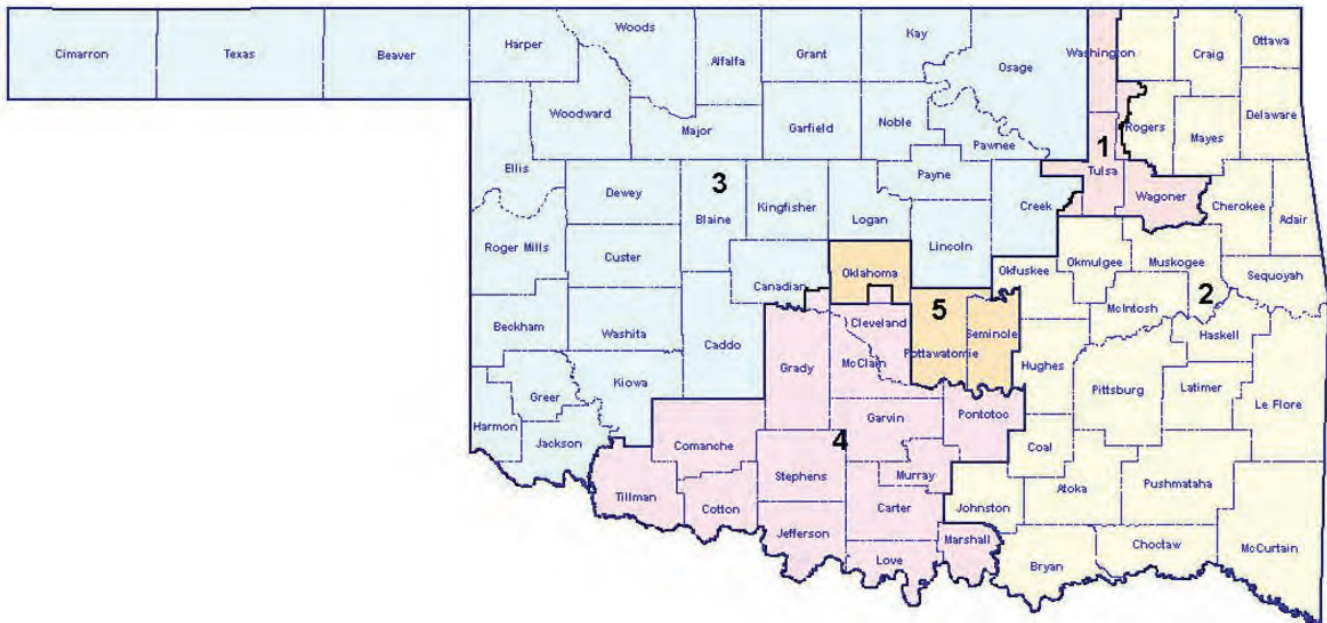 Cimarron
Texas
Beaver
Harper
Woods
Alfalfa
Grant
Kay
Osage
Washington
Craig
Ottawa
Woodward
Major
Garfield
Noble
Pawnee
Rogers
Mayes
Delaware
Ellis
Dewey
3
Blaine
Kingfisher
Logan
Payne
Creek
1
Tulsa
Wagoner
Cherokee
Adair
Roger Mills
Custer
Canadian
Oklahoma
Lincoln
Okfuskee
Okmulgee
Muskogee
Sequoyah
Beckham
Washita
Caddo
Cleveland
5
Pottawatomie
Seminole
McIntosh
2
Haskell
Greer
Kiowa
Grady
McClain
Hughes
Pittsburg
Latimer
Le Flore
Harmon
Jackson
Comanche
4
Garvin
Pontotoc
Coal
Tillman
Cotton
Stephens
Murray
Carter
Johnston
Atoka
Pushmataha
Jefferson
Love
Marshall
Bryan
Choctaw
McCurtain